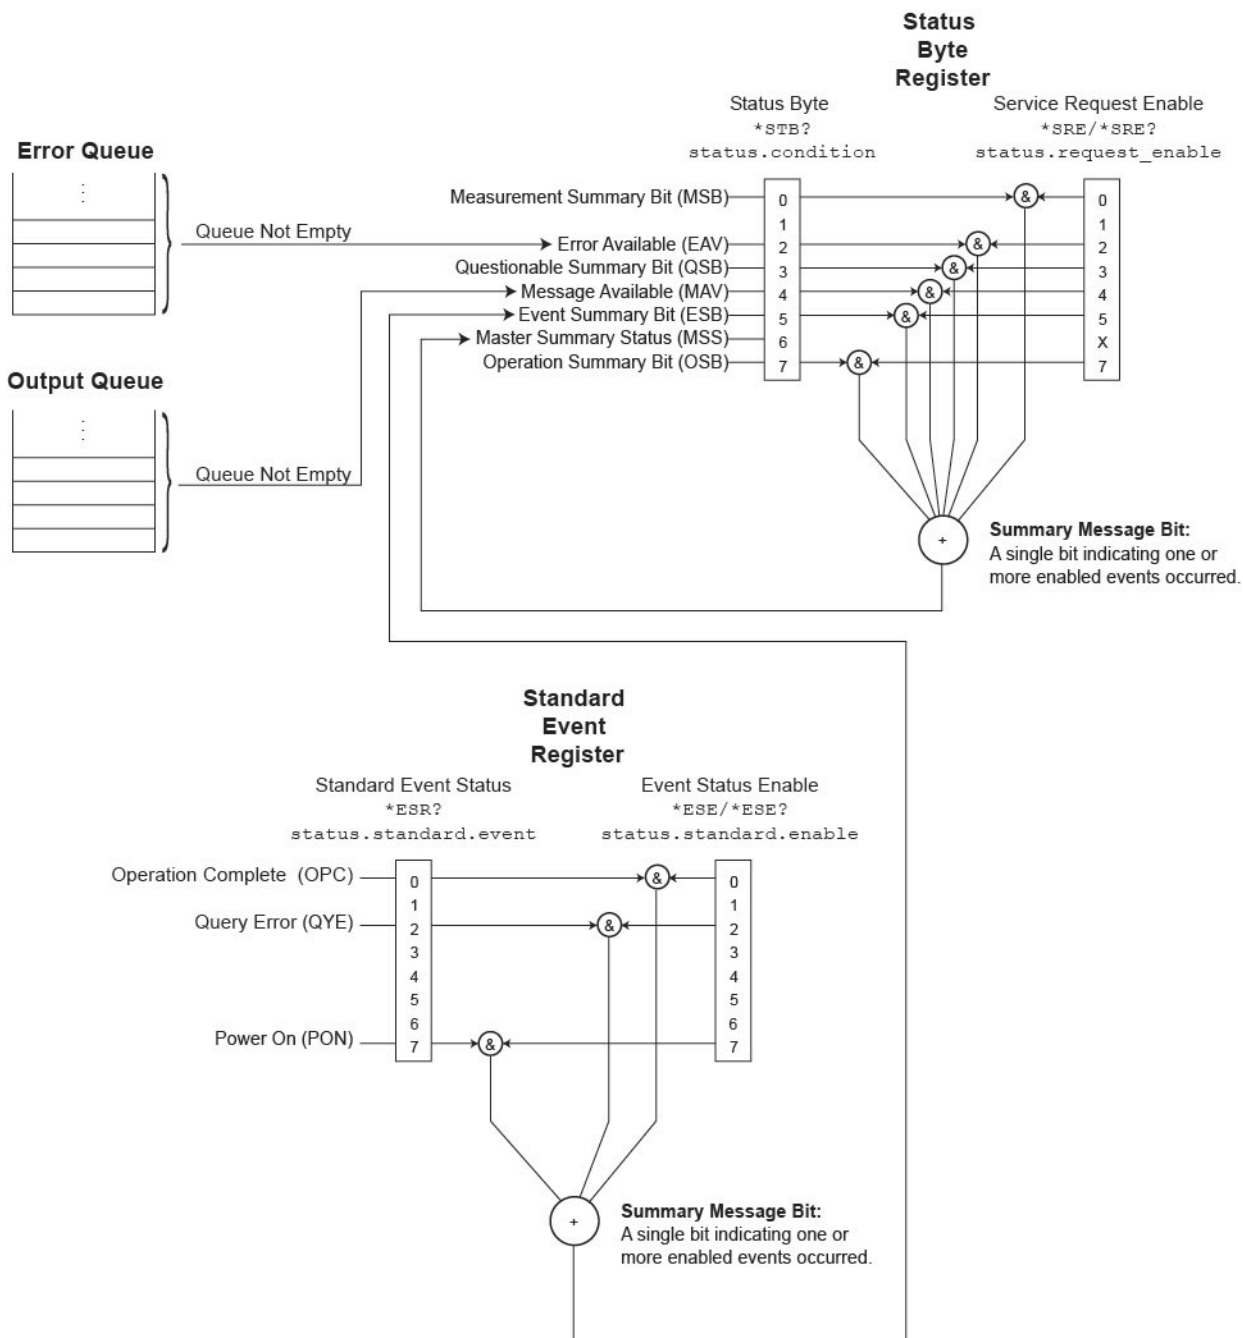 Status
Byte
Register
Status Byte
*STB?
status.condition
Service Request Enable
*SRE/*SRE?
status.request_enable
Error Queue
Queue Not Empty
Measurement Summary Bit (MSB)
Error Available (EAV)
Questionable Summary Bit (QSB)
Message Available (MAV)
Event Summary Bit (ESB)
Master Summary Status (MSS)
Operation Summary Bit (OSB)
0
1
2
3
4
5
6
7
&
&
&
&
&
&
0
1
2
3
4
5
X
7
Output Queue
Queue Not Empty
+
Summary Message Bit:
A single bit indicating one or
more enabled events occurred.
Standard
Event
Register
Standard Event Status
*ESR?
status.standard.event
Event Status Enable
*ESE/*ESE?
status.standard.enable
Operation Complete (OPC)
Query Error (QYE)
Power On (PON)
0
1
2
3
4
5
6
7
&
&
&
0
1
2
3
4
5
6
7
+
Summary Message Bit:
A single bit indicating one or
more enabled events occurred.